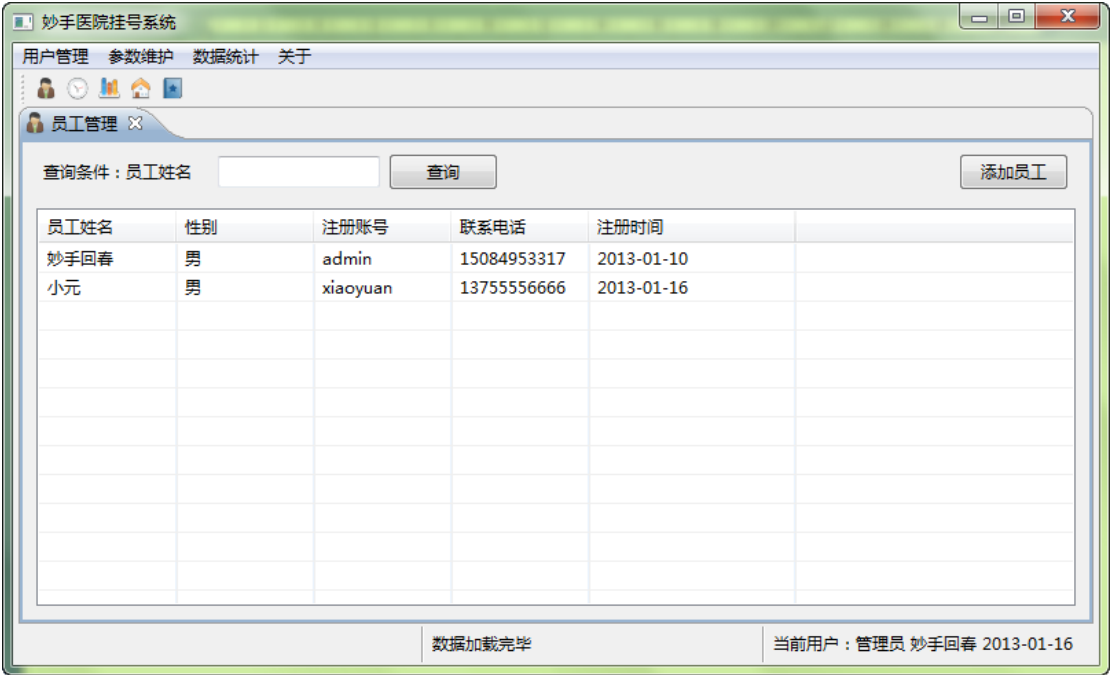 妙手医院挂号系统
用户管理 参数维护 数据统计 关于
员工管理
查询条件：员工姓名 查询 添加员工
员工姓名 性别 注册账号 联系电话 注册时间
妙手回春 男 admin 15084953317 2013-01-10
小元 男 xiaoyuan 13755556666 2013-01-16
数据加载完毕 当前用户：管理员 妙手回春 2013-01-16